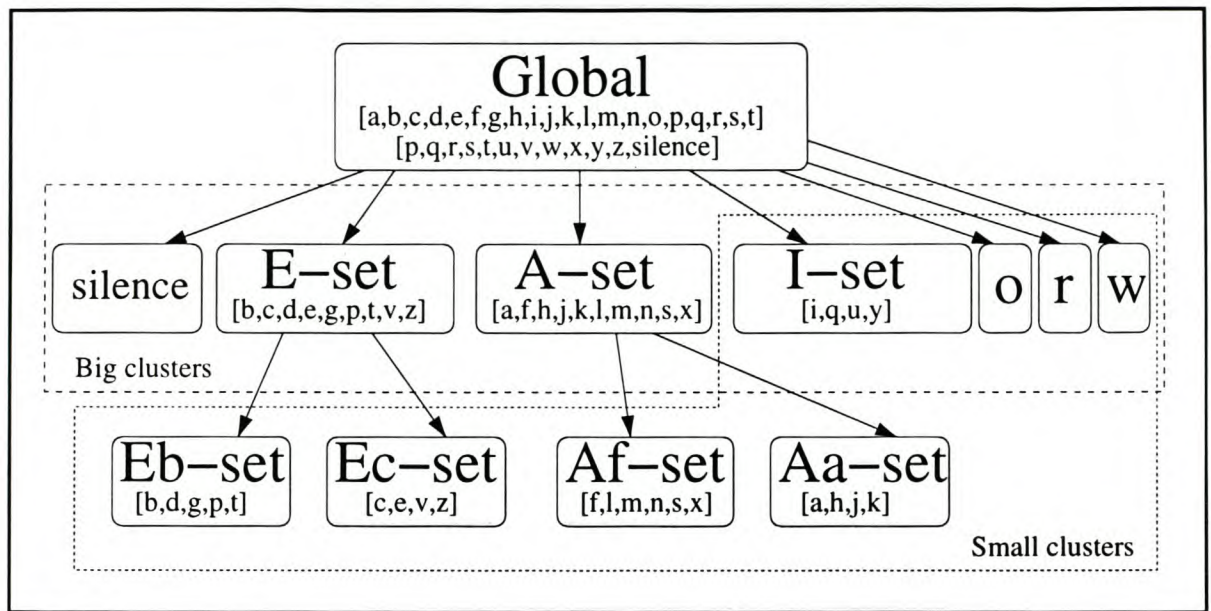 Global
[a,b,c,d,e,f,g,h,i,j,k,l,m,n,o,p,q,r,s,t]
[p,q,r,s,t,u,v,w,x,y,z,silence]
silence
E-set
[b,c,d,e,g,p,t,v,z]
A-set
[a,f,h,j,k,l,m,n,s,x]
I-set
[i,q,u,y]
o
r
w
Big clusters
Eb-set
[b,d,g,p,t]
Ec-set
[c,e,v,z]
Af-set
[f,l,m,n,s,x]
Aa-set
[a,h,j,k]
Small clusters